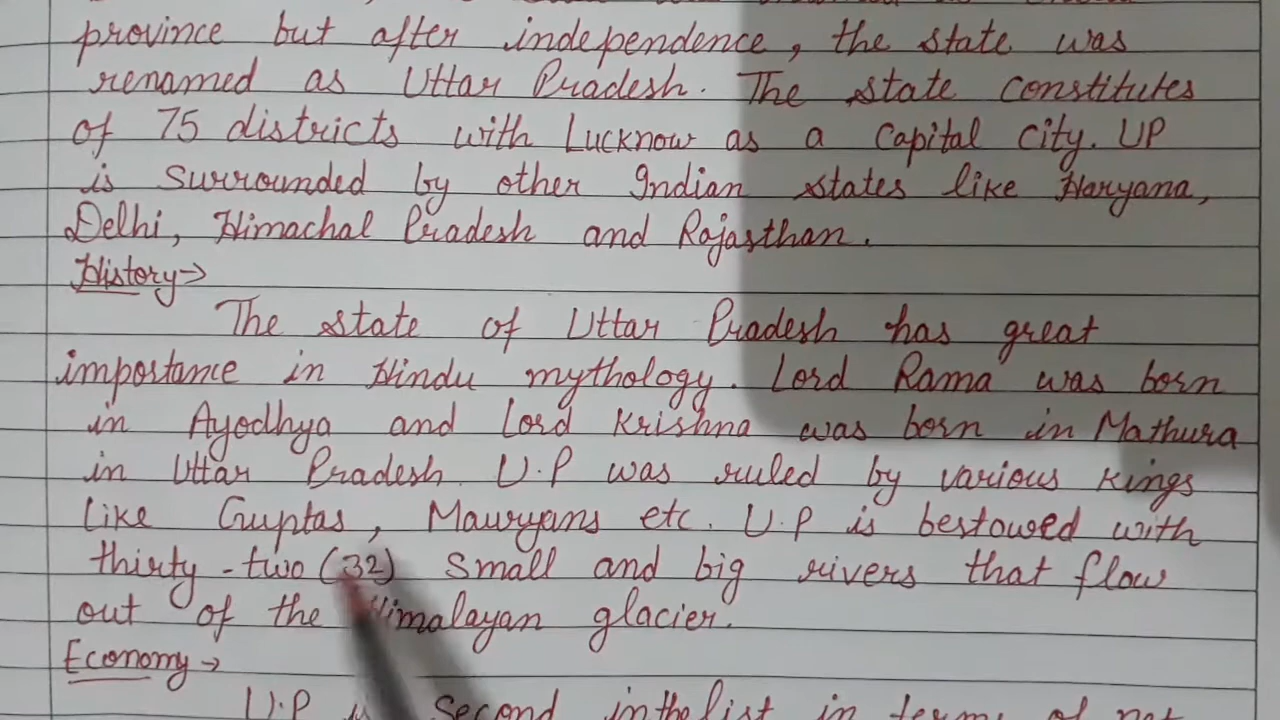 province but after independence, the state was
renamed as Uttar Pradesh. The state constitutes
of 75 districts with Lucknow as a capital city. UP
is surrounded by other Indian states like Haryana,
Delhi, Himachal Pradesh and Rajasthan.
History→
The state of Uttar Pradesh has great
importance in Hindu mythology. Lord Rama was born
in Ayodhya and Lord Krishna was born in Mathura
in Uttar Pradesh. U.P was ruled by various kings
like Guptas, Mauryans etc. U.P is bestowed with
thirty-two (32) small and big rivers that flow
out of the Himalayan glacier.
Economy→
U.P second in the list in terms of